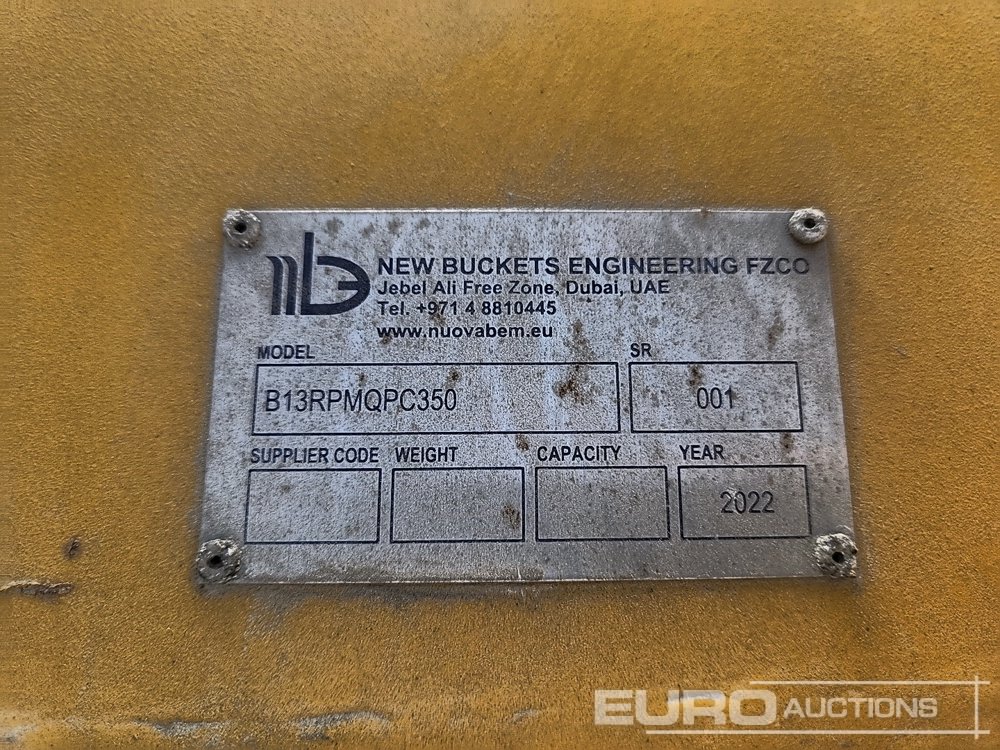 NEW BUCKETS ENGINEERING FZCO
Jebel Ali Free Zone, Dubai, UAE
Tel. +971 4 8810445
www.nuovabem.eu
MODEL SR
B13RPMQPC350 001
SUPPLIER CODE WEIGHT CAPACITY YEAR
2022
EURO AUCTIONS